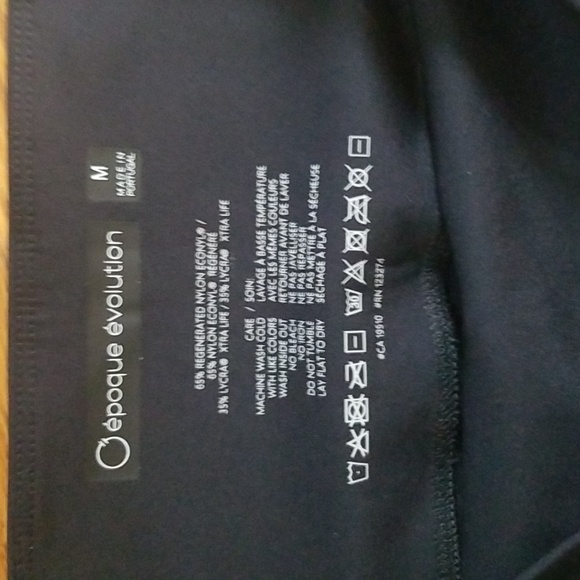 époque évolution
M
MADE IN
PORTUGAL
65% REGENERATED NYLON ECONYL® /
65% NYLON ECONYL® REGÉNÉRÉ
35% LYCRA® XTRA LIFE / 35% LYCRA® XTRA LIFE
CARE / SOIN:
MACHINE WASH COLD
WITH LIKE COLORS
WASH INSIDE OUT
NO BLEACH
NO IRON
DO NOT TUMBLE
LAY FLAT TO DRY
LAVAGE À BASSE TEMPÉRATURE
AVEC LES MÊMES COULEURS
RETOURNER AVANT DE LAVER
NE PAS JAVELLISER
NE PAS REPASSER
NE PAS METTRE À LA SÉCHEUSE
SÉCHAGE À PLAT
#CA 19510 #RN 123274